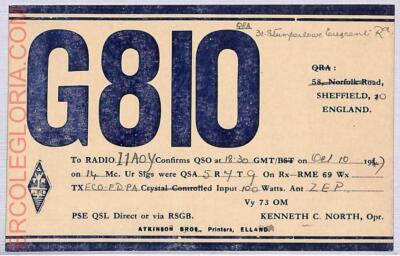 QRA
31. Stumperlowe Crescent Rd
G8IO
QRA :
58, Norfolk Road,
SHEFFIELD, 10
ENGLAND.
To RADIO I1AOY Confirms QSO at 18:30 GMT/BST on Oct 10 1947
on 14 Mc. Ur Sigs were QSA 5 R 7 T 9 On Rx—RME 69 Wx
TX ECO-FD-PA Crystal Controlled Input 100 Watts. Ant ZEP
Vy 73 OM
PSE QSL Direct or via RSGB. KENNETH C. NORTH, Opr.
ATKINSON BROS., Printers, ELLAND.
ERCOLEGLORIA.COM